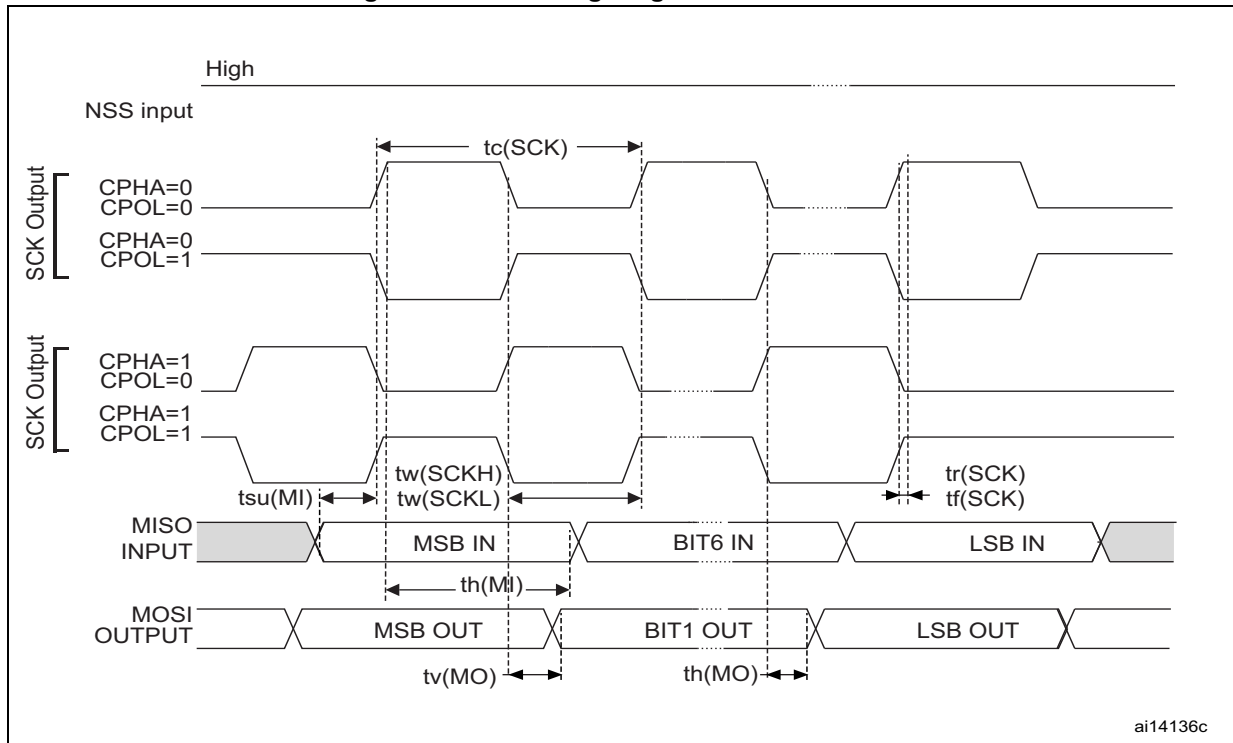 High
NSS input
tc(SCK)
SCK Output
CPHA=0
CPOL=0
CPHA=0
CPOL=1
SCK Output
CPHA=1
CPOL=0
CPHA=1
CPOL=1
tw(SCKH)
tw(SCKL)
tr(SCK)
tf(SCK)
tsu(MI)
MISO
INPUT
MSB IN
BIT6 IN
LSB IN
th(MI)
MOSI
OUTPUT
MSB OUT
BIT1 OUT
LSB OUT
tv(MO)
th(MO)
ai14136c